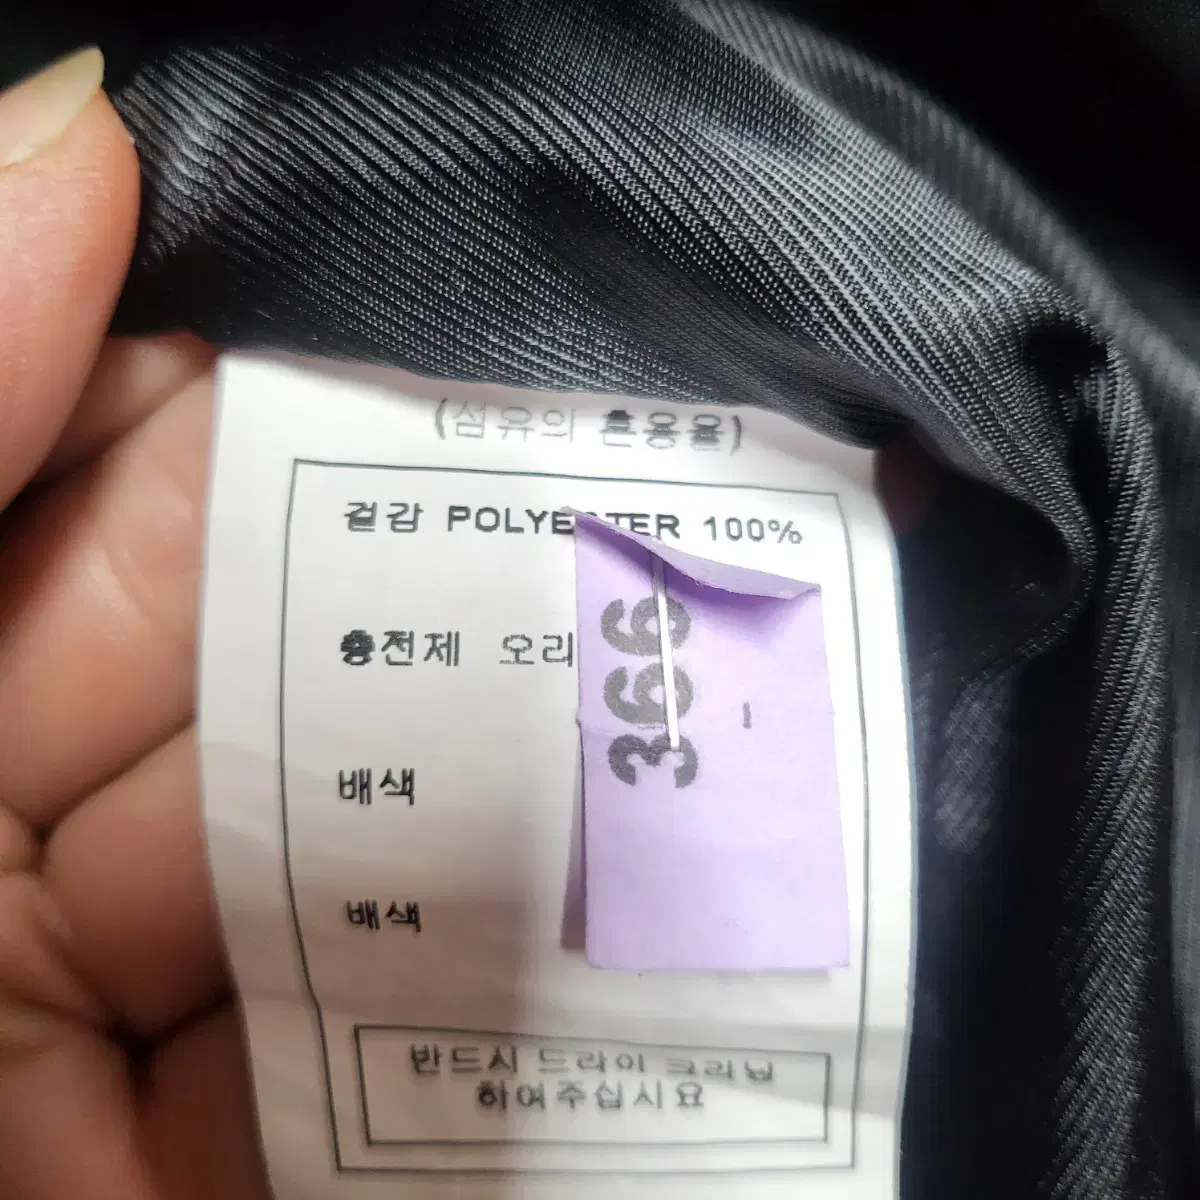 (섬유의 혼용율)
겉감 POLYESTER 100%
충전제 오리
배색
배색
366
반드시 드라이 크리닝
하여주십시요